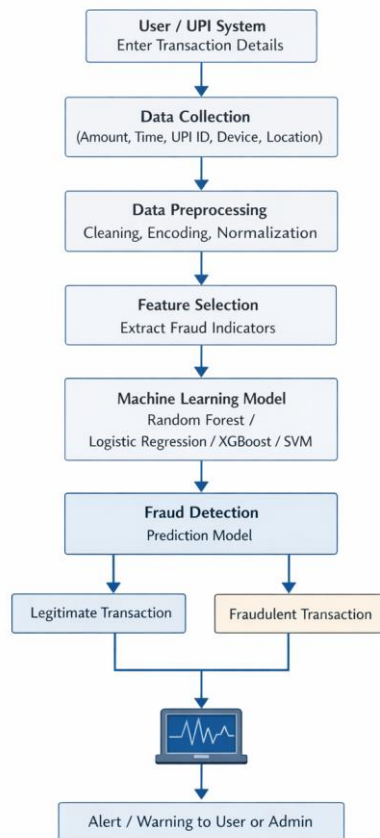 User / UPI System
Enter Transaction Details
Data Collection
(Amount, Time, UPI ID, Device, Location)
Data Preprocessing
Cleaning, Encoding, Normalization
Feature Selection
Extract Fraud Indicators
Machine Learning Model
Random Forest /
Logistic Regression / XGBoost / SVM
Fraud Detection
Prediction Model
Legitimate Transaction
Fraudulent Transaction
Alert / Warning to User or Admin